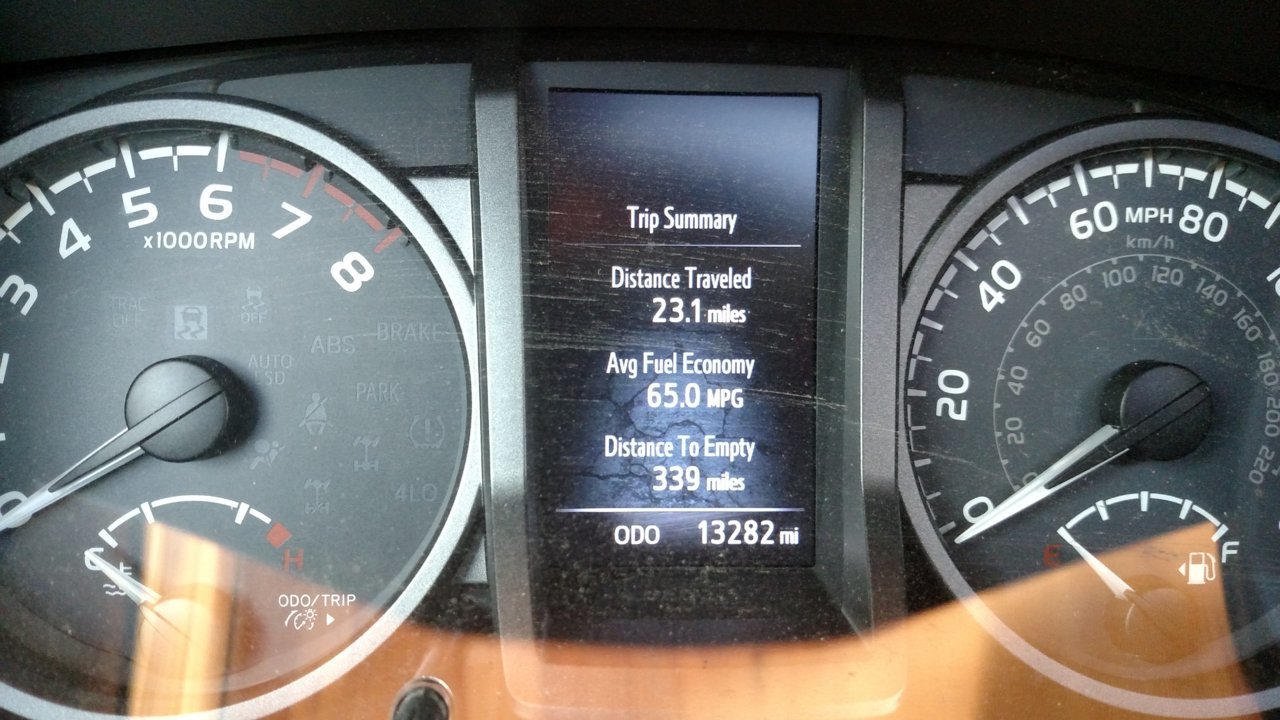 3
4
5
6
7
8
x1000RPM
TRAC
OFF
OFF
ABS
BRAKE
AUTO
PARK
4LO
C
H
ODO/TRIP
Trip Summary
Distance Traveled
23.1 miles
Avg Fuel Economy
65.0 MPG
Distance To Empty
339 miles
ODO 13282 mi
0
20
40
60 MPH 80
km/h
20
40
60
80
100
120
140
160
180
200
220
E
F